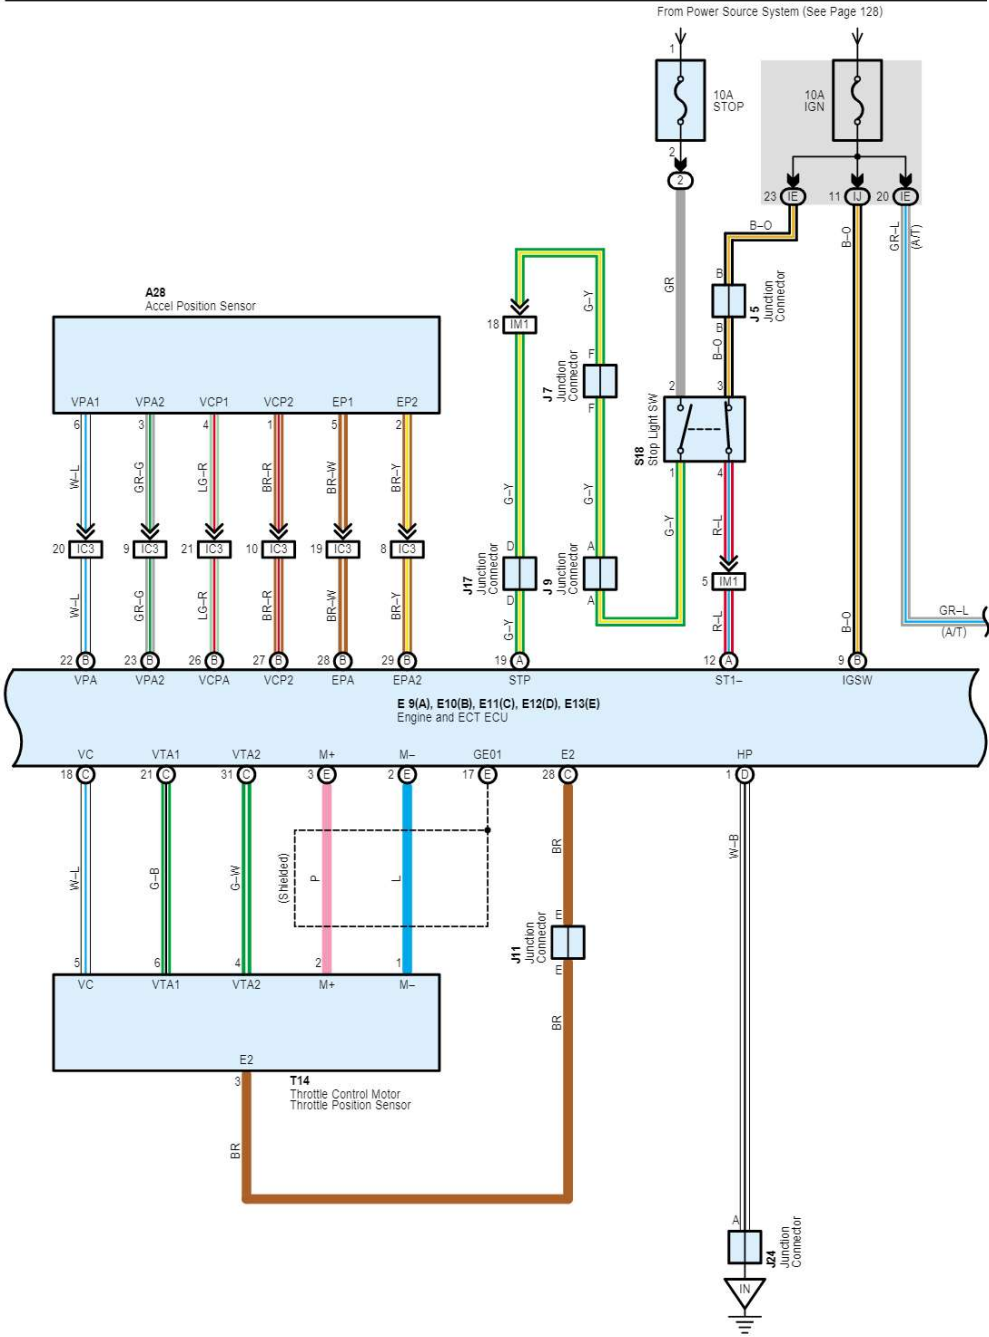 From Power Source System (See Page 128)
1
10A
STOP
10A
IGN
2
2
23 IE
11 IJ
20 IE
B–O
B–O
GR–L
(A/T)
GR
G–Y
B
J 5
Junction
Connector
B
B–O
A28
Accel Position Sensor
18 IM1
F
J 7
Junction
Connector
F
2
3
S18
Stop Light SW
1
4
VPA1
VPA2
VCP1
VCP2
EP1
EP2
6
3
4
1
5
2
W–L
GR–G
LG–R
BR–R
BR–W
BR–Y
G–Y
G–Y
G–Y
R–L
20 IC3
9 IC3
21 IC3
10 IC3
19 IC3
8 IC3
D
J17
Junction
Connector
D
A
J 9
Junction
Connector
A
5 IM1
W–L
GR–G
LG–R
BR–R
BR–W
BR–Y
G–Y
R–L
B–O
GR–L
(A/T)
22 B
23 B
26 B
27 B
28 B
29 B
19 A
12 A
9 B
VPA
VPA2
VCPA
VCP2
EPA
EPA2
STP
ST1–
IGSW
E 9(A), E10(B), E11(C), E12(D), E13(E)
Engine and ECT ECU
VC
VTA1
VTA2
M+
M–
GE01
E2
HP
18 C
21 C
31 C
3 E
2 E
17 E
28 C
1 D
W–L
G–B
G–W
(Shielded)
P
L
BR
W–B
E
J11
Junction
Connector
E
5
6
4
2
1
VC
VTA1
VTA2
M+
M–
BR
E2
3
T14
Throttle Control Motor
Throttle Position Sensor
BR
A
J24
Junction
Connector
IN